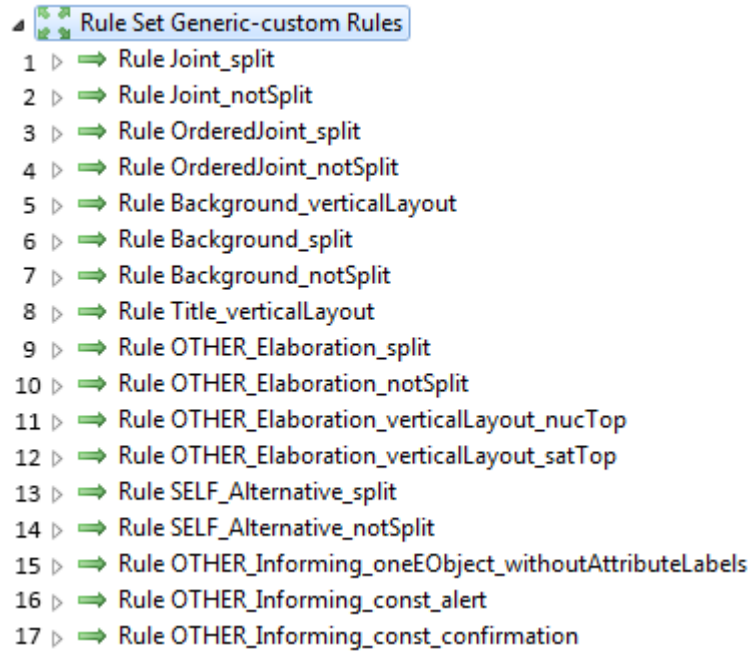 Rule Set Generic-custom Rules
1 Rule Joint_split
2 Rule Joint_notSplit
3 Rule OrderedJoint_split
4 Rule OrderedJoint_notSplit
5 Rule Background_verticalLayout
6 Rule Background_split
7 Rule Background_notSplit
8 Rule Title_verticalLayout
9 Rule OTHER_Elaboration_split
10 Rule OTHER_Elaboration_notSplit
11 Rule OTHER_Elaboration_verticalLayout_nucTop
12 Rule OTHER_Elaboration_verticalLayout_satTop
13 Rule SELF_Alternative_split
14 Rule SELF_Alternative_notSplit
15 Rule OTHER_Informing_oneEObject_withoutAttributeLabels
16 Rule OTHER_Informing_const_alert
17 Rule OTHER_Informing_const_confirmation